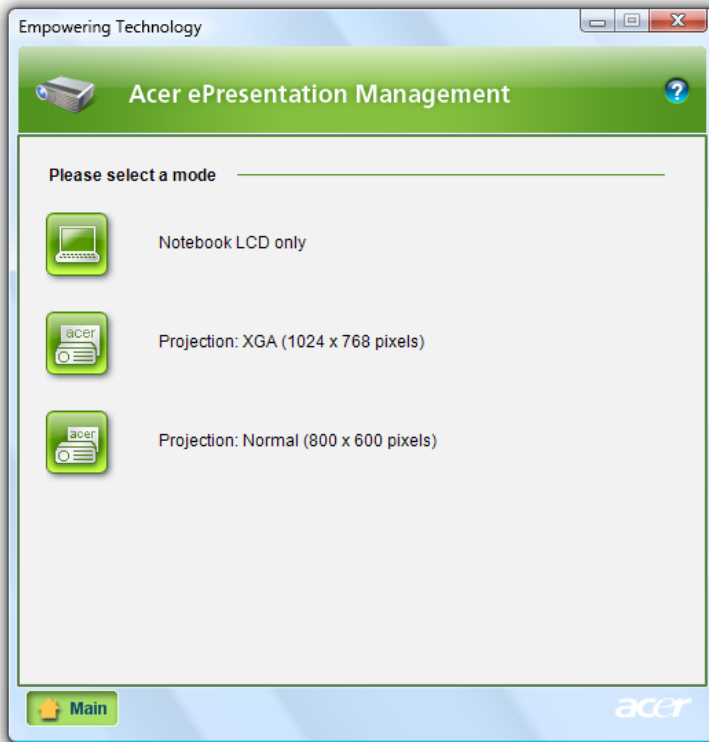 Empowering Technology
Acer ePresentation Management
?
Please select a mode
Notebook LCD only
acer
Projection: XGA (1024 x 768 pixels)
acer
Projection: Normal (800 x 600 pixels)
Main
acer